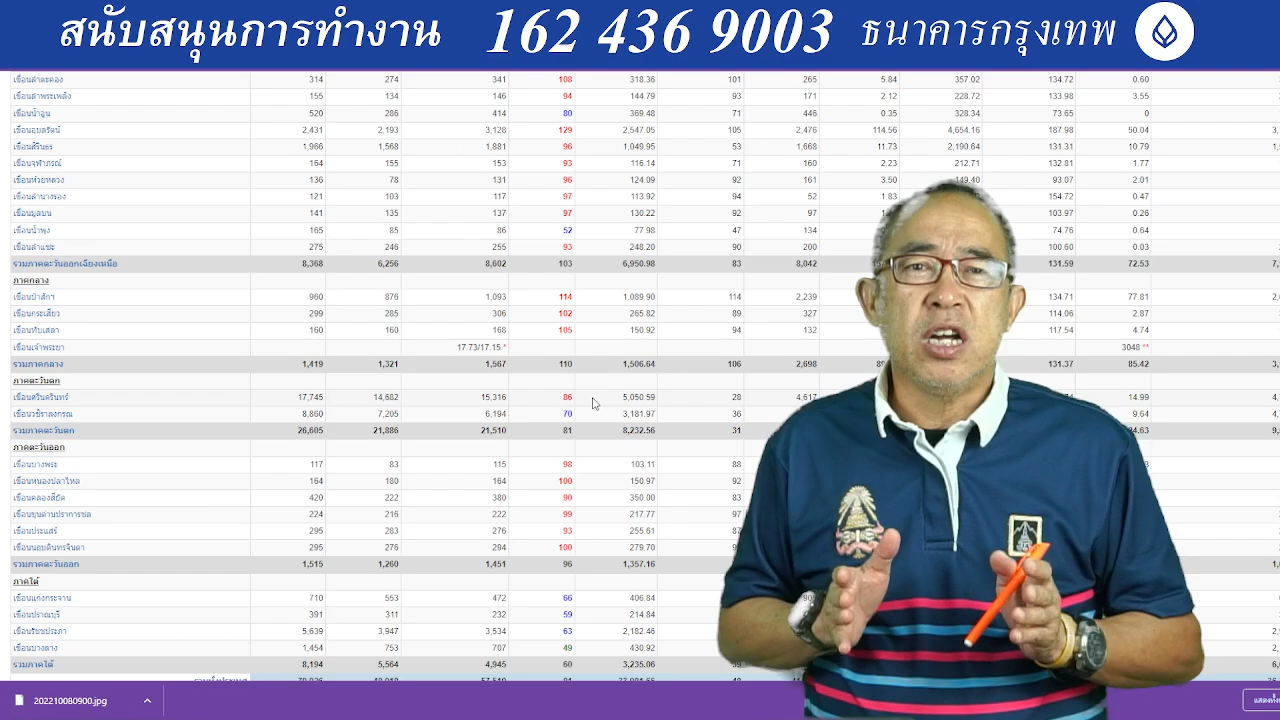 สนับสนุนการทำงาน 162 436 9003 ธนาคารกรุงเทพ
เขื่อนลำตะคอง 314 274 341 108 318.36 101 265 5.84 357.02 134.72 0.60
เขื่อนลำพระเพลิง 155 134 146 94 144.79 93 171 2.12 228.72 133.98 3.55
เขื่อนน้ำอูน 520 286 414 80 369.48 71 446 0.35 328.34 73.65 0
เขื่อนอุบลรัตน์ 2,431 2,193 3,128 129 2,547.05 105 2,476 114.56 4,654.16 187.98 50.04
เขื่อนสิรินธร 1,966 1,568 1,881 96 1,049.95 53 1,668 11.73 2,190.64 131.31 10.79
เขื่อนจุฬาภรณ์ 164 155 153 93 116.14 71 160 2.23 212.71 132.81 1.77
เขื่อนห้วยหลวง 136 78 131 96 124.09 92 161 3.50 149.40 93.07 2.01
เขื่อนลำนางรอง 121 103 117 97 113.92 94 52 1.83 154.72 0.47
เขื่อนมูลบน 141 135 137 97 130.22 92 97 103.97 0.26
เขื่อนน้ำพุง 165 85 86 52 77.98 47 134 74.76 0.64
เขื่อนลำแซะ 275 246 255 93 248.20 90 200 100.60 0.03
รวมภาคตะวันออกเฉียงเหนือ 8,368 6,256 8,602 103 6,950.98 83 8,042 131.59 72.53
ภาคกลาง
เขื่อนป่าสักฯ 960 876 1,093 114 1,089.90 114 2,239 134.71 77.81
เขื่อนกระเสียว 299 285 306 102 265.82 89 327 114.06 2.87
เขื่อนทับเสลา 160 160 168 105 150.92 94 132 117.54 4.74
เขื่อนเจ้าพระยา 17.73/17.15 * 3048 **
รวมภาคกลาง 1,419 1,321 1,567 110 1,506.64 106 2,698 131.37 85.42
ภาคตะวันตก
เขื่อนศรีนครินทร์ 17,745 14,682 15,316 86 5,050.59 28 4,617 14.99
เขื่อนวชิราลงกรณ 8,860 7,205 6,194 70 3,181.97 36 9.64
รวมภาคตะวันตก 26,605 21,886 21,510 81 8,232.56 31
ภาคตะวันออก
เขื่อนบางพระ 117 83 115 98 103.11 88
เขื่อนหนองปลาไหล 164 180 164 100 150.97 92
เขื่อนคลองสียัด 420 222 380 90 350.00 83
เขื่อนขุนด่านปราการชล 224 216 222 99 217.77 97
เขื่อนประแสร์ 295 283 276 93 255.61 87
เขื่อนนฤบดินทรจินดา 295 276 294 100 279.70
รวมภาคตะวันออก 1,515 1,260 1,451 96 1,357.16
ภาคใต้
เขื่อนแก่งกระจาน 710 553 472 66 406.84
เขื่อนปราณบุรี 391 311 232 59 214.84
เขื่อนรัชชประภา 5,639 3,947 3,534 63 2,182.46
เขื่อนบางลาง 1,454 753 707 49 430.92
รวมภาคใต้ 8,194 5,564 4,945 60 3,235.06
202210080900.jpg